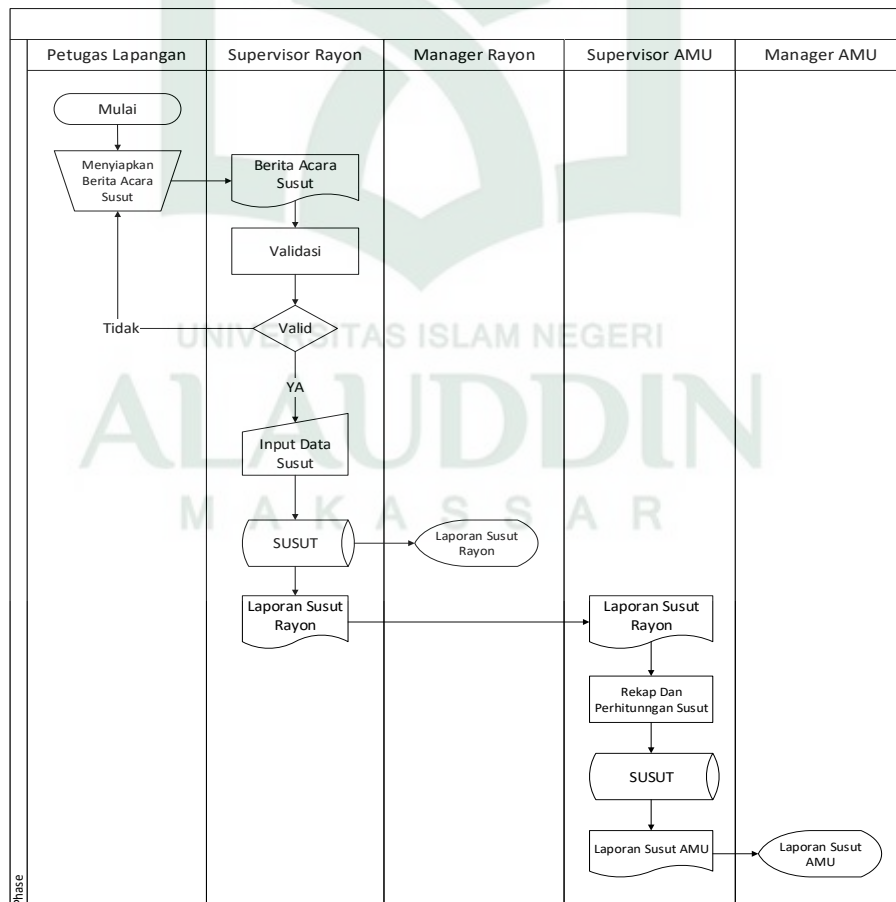 Petugas Lapangan
Supervisor Rayon
Manager Rayon
Supervisor AMU
Manager AMU
Mulai
Menyiapkan
Berita Acara
Susut
Berita Acara
Susut
Validasi
Valid
Tidak
YA
Input Data
Susut
SUSUT
Laporan Susut
Rayon
Laporan Susut
Rayon
Laporan Susut
Rayon
Rekap Dan
Perhitunngan Susut
SUSUT
Laporan Susut AMU
Laporan Susut
AMU
Phase
UNIVERSITAS ISLAM NEGERI
ALAUDDIN
MAKASSAR